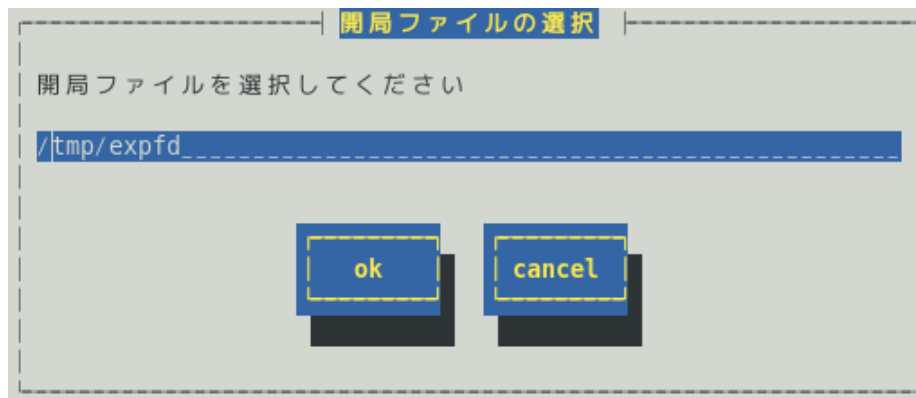 開局ファイルの選択
開局ファイルを選択してください
/tmp/expfd__________________________________________________
ok cancel